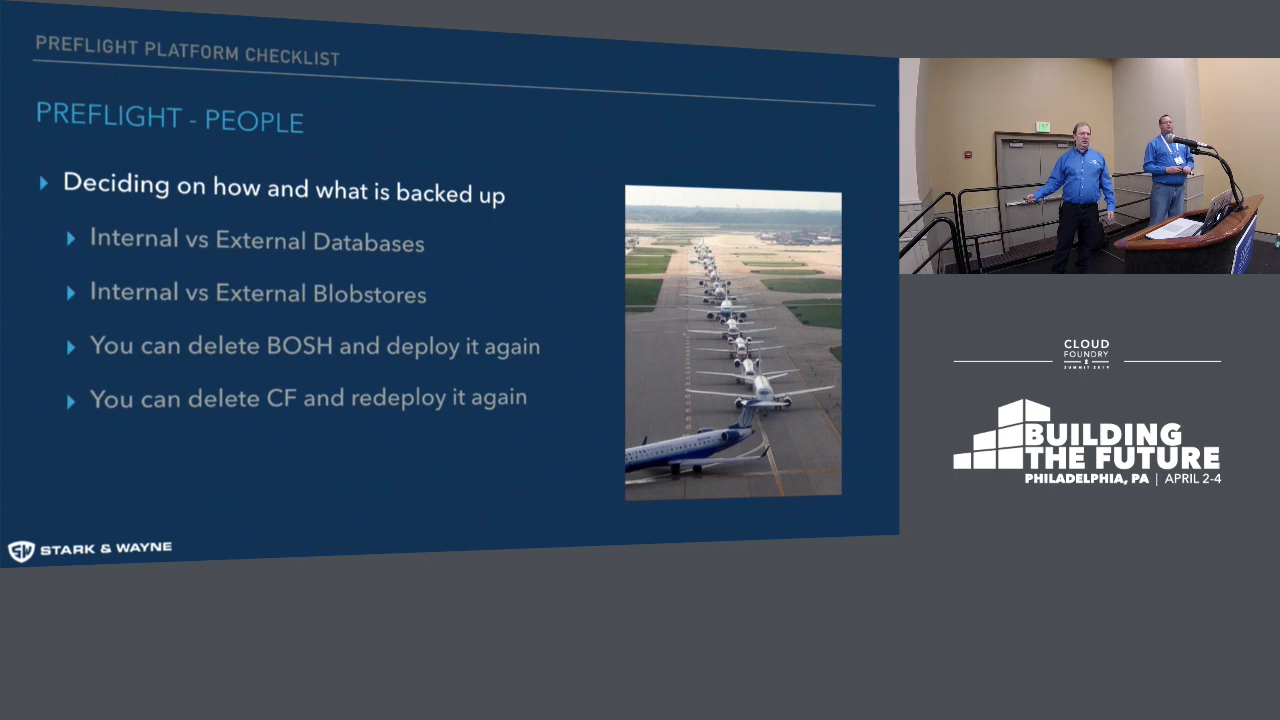 PREFLIGHT PLATFORM CHECKLIST
PREFLIGHT - PEOPLE
Deciding on how and what is backed up
Internal vs External Databases
Internal vs External Blobstores
You can delete BOSH and deploy it again
You can delete CF and redeploy it again
SW STARK & WAYNE
EXIT
CLOUD
FOUNDRY
SUMMIT 2019
BUILDING
THE FUTURE
PHILADELPHIA, PA | APRIL 2-4